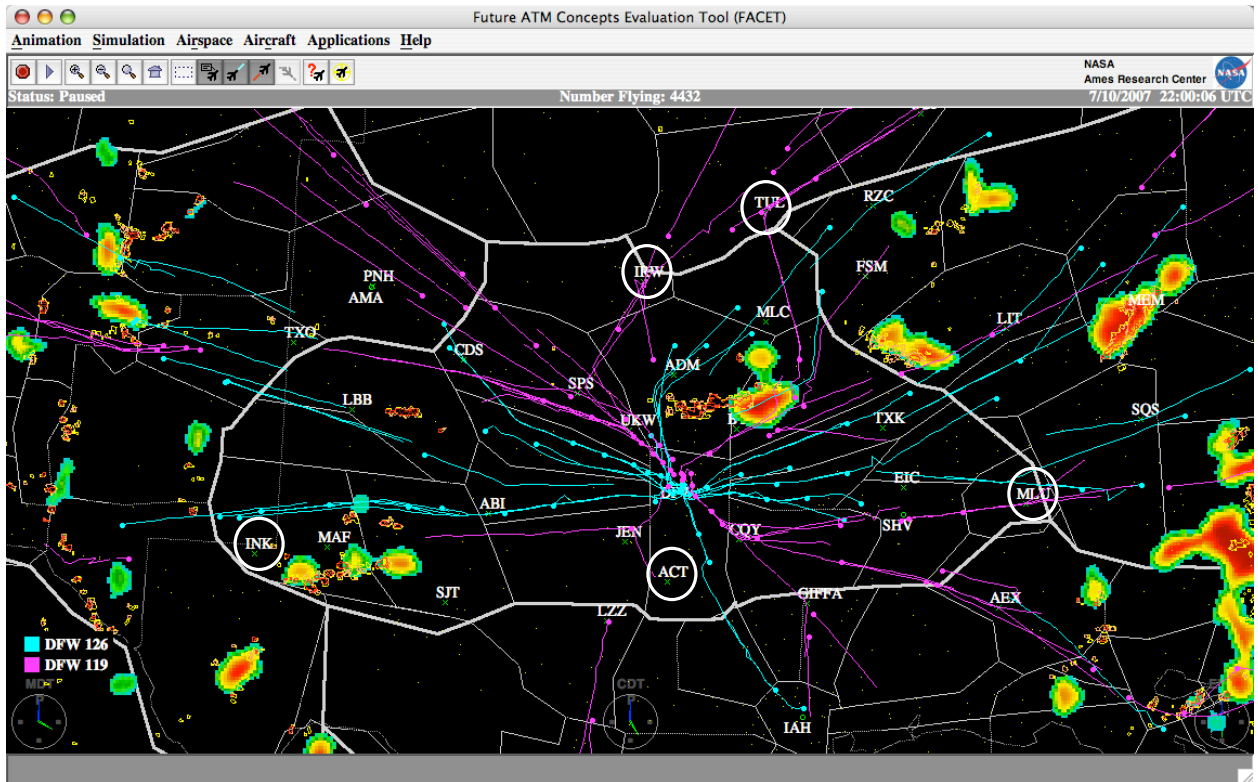 Future ATM Concepts Evaluation Tool (FACET)
Animation Simulation Airspace Aircraft Applications Help
NASA
Ames Research Center
NASA
Status: Paused
Number Flying: 4432
7/10/2007 22:00:06 UTC
TUL
RZC
IRW
FSM
PNH
AMA
MEM
MLC
LIT
TXO
CDS
ADM
SPS
LBB
SQS
UKW
TXK
EIC
MLU
ABI
SHV
CQY
JEN
INK
MAF
ACT
SJT
GIFFA
AEX
LZZ
DFW 126
DFW 119
MDT
P
CDT
P
IAH